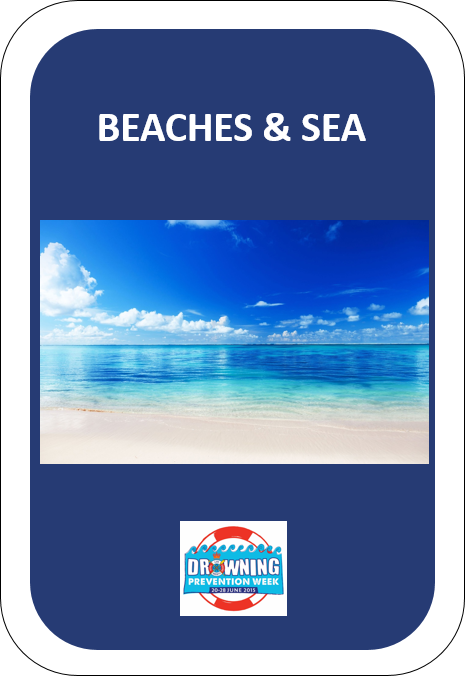 BEACHES & SEA
DROWNING
PREVENTION WEEK
20-28 JUNE 2015